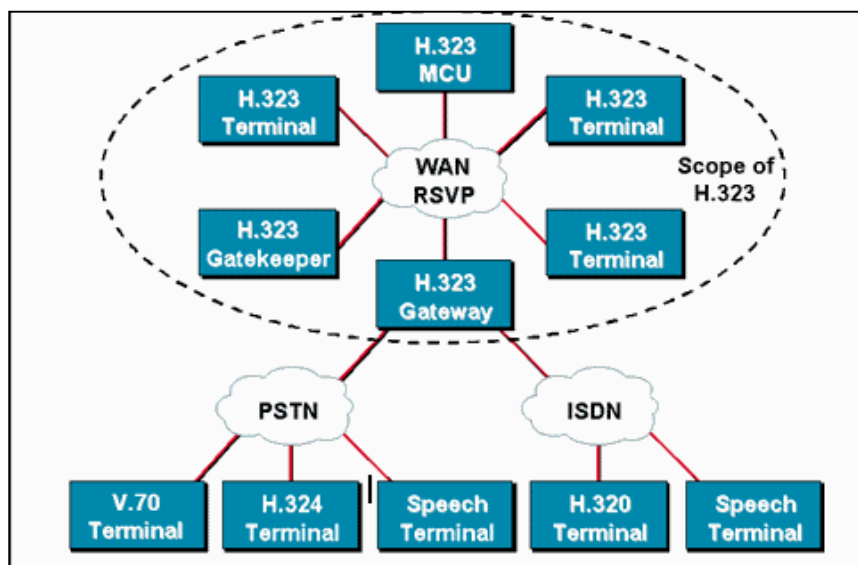 H.323
MCU
H.323
Terminal
H.323
Terminal
WAN
RSVP
Scope of
H.323
H.323
Gatekeeper
H.323
Terminal
H.323
Gateway
PSTN
ISDN
V.70
Terminal
H.324
Terminal
Speech
Terminal
H.320
Terminal
Speech
Terminal